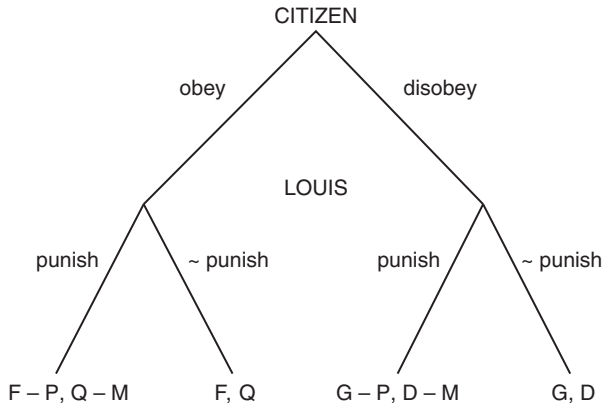 CITIZEN
obey disobey
LOUIS
punish ~ punish punish ~ punish
F – P, Q – M F, Q G – P, D – M G, D